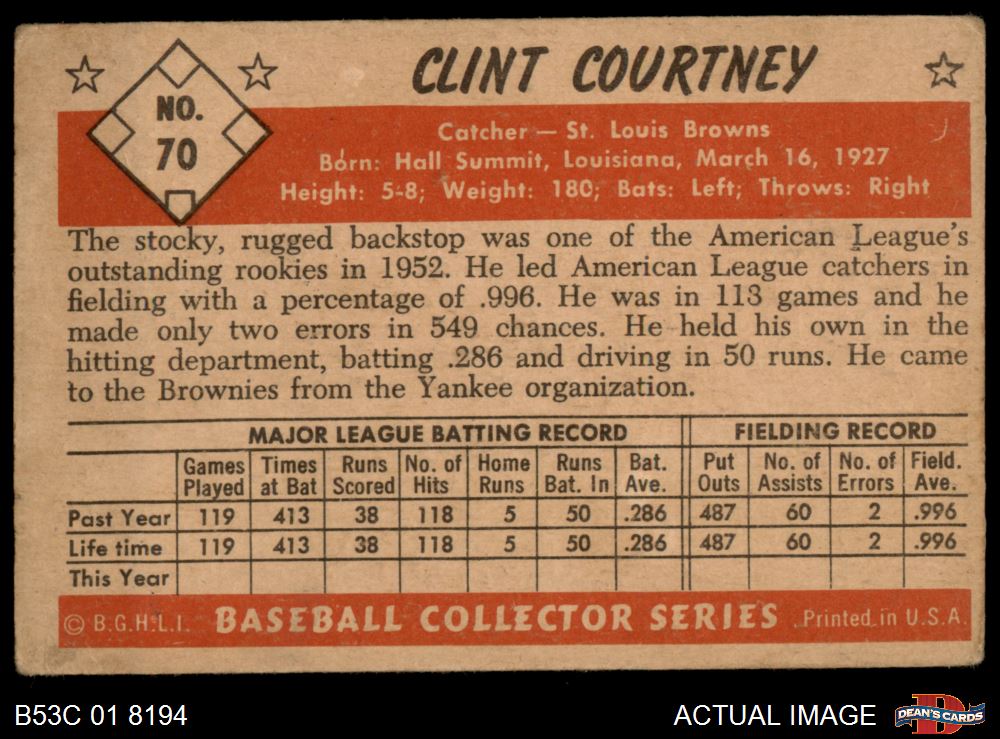 CLINT COURTNEY
NO.
70
Catcher — St. Louis Browns
Born: Hall Summit, Louisiana, March 16, 1927
Height: 5-8; Weight: 180; Bats: Left; Throws: Right
The stocky, rugged backstop was one of the American League's
outstanding rookies in 1952. He led American League catchers in
fielding with a percentage of .996. He was in 113 games and he
made only two errors in 549 chances. He held his own in the
hitting department, batting .286 and driving in 50 runs. He came
to the Brownies from the Yankee organization.
MAJOR LEAGUE BATTING RECORD FIELDING RECORD
Games Times Runs No. of Home Runs Bat. Put No. of No. of Field.
Played at Bat Scored Hits Runs Bat. In Ave. Outs Assists Errors Ave.
Past Year 119 413 38 118 5 50 .286 487 60 2 .996
Life time 119 413 38 118 5 50 .286 487 60 2 .996
This Year
© B.G.H.L.I. BASEBALL COLLECTOR SERIES Printed in U.S.A.
B53C 01 8194 ACTUAL IMAGE D DEAN'S CARDS